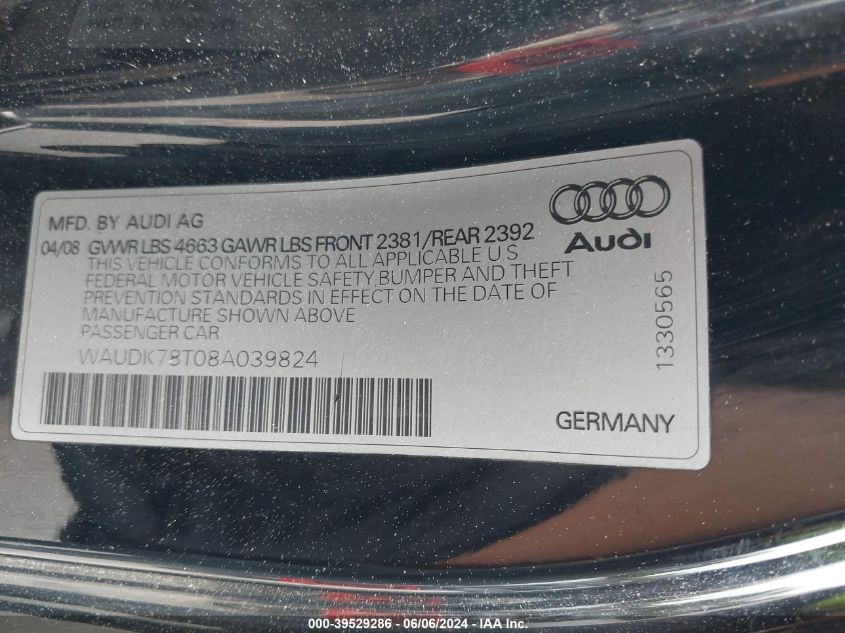 MFD. BY AUDI AG
04/08 GVWR LBS 4663 GAWR LBS FRONT 2381/REAR 2392
THIS VEHICLE CONFORMS TO ALL APPLICABLE U.S
FEDERAL MOTOR VEHICLE SAFETY,BUMPER AND THEFT
PREVENTION STANDARDS IN EFFECT ON THE DATE OF
MANUFACTURE SHOWN ABOVE
PASSENGER CAR
WAUDK78T08A039824
Audi
1330565
GERMANY
000-39529286 - 06/06/2024 - IAA Inc.